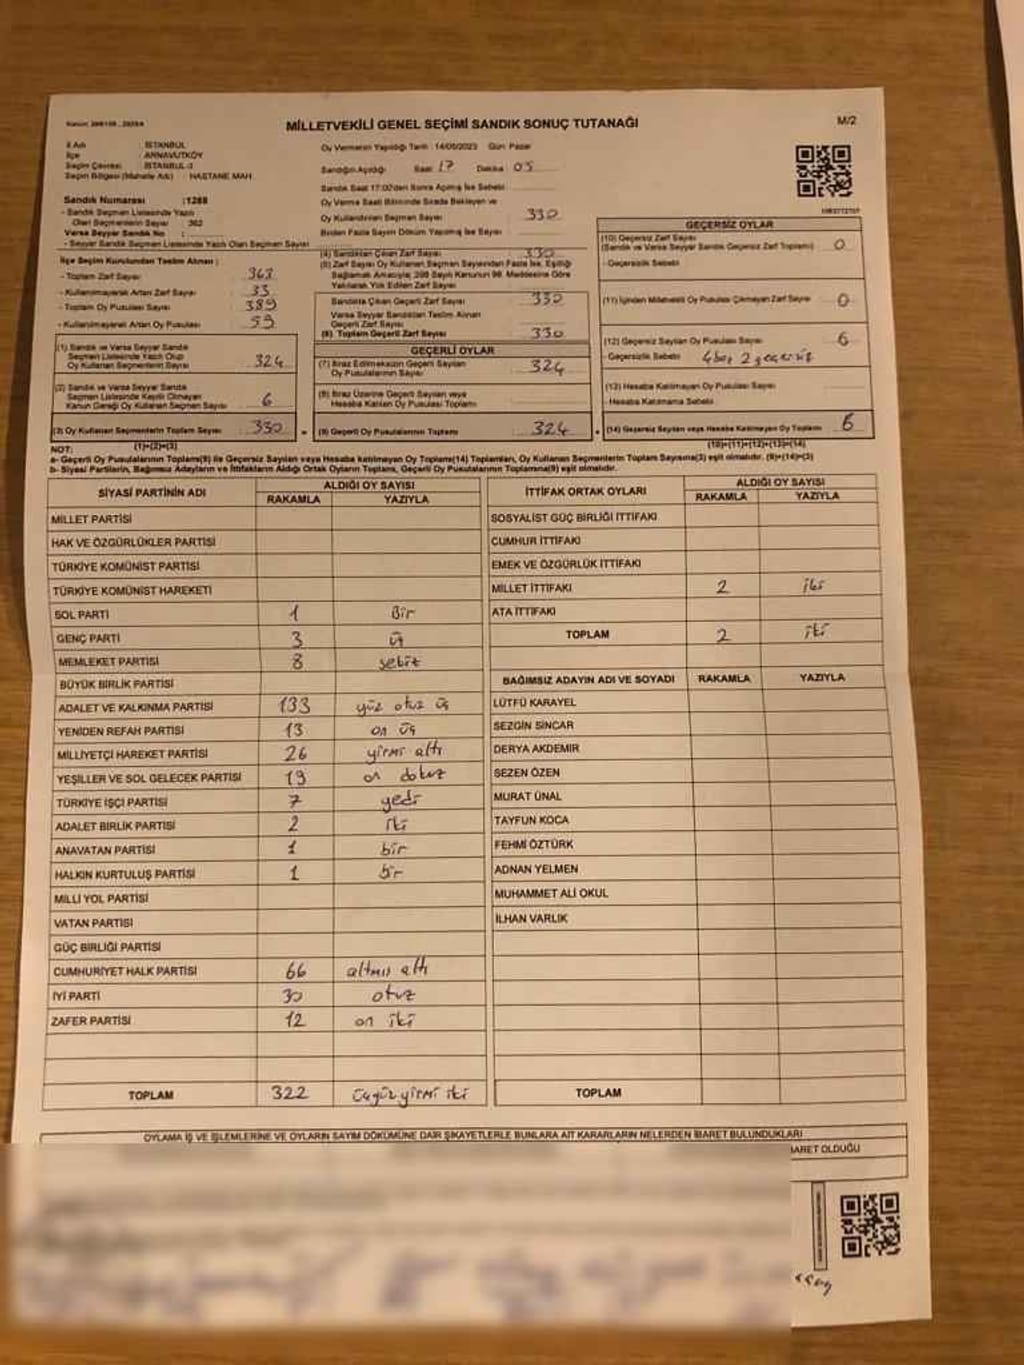 MİLLETVEKİLİ GENEL SEÇİMİ SANDIK SONUÇ TUTANAĞI
M/2
İl Adı : İSTANBUL
İlçe : ARNAVUTKÖY
Seçim Çevresi : İSTANBUL-3
Seçim Bölgesi (Mahalle Adı) : HASTANE MAH
Sandık Numarası :1288
- Sandık Seçmen Listesinde Yazılı
Olan Seçmenlerin Sayısı : 362
Varsa Seyyar Sandık No :
- Seyyar Sandık Seçmen Listesinde Yazılı Olan Seçmen Sayısı
İlçe Seçim Kurulundan Teslim Alınan :
- Toplam Zarf Sayısı 363
- Kullanılmayarak Artan Zarf Sayısı 33
- Toplam Oy Pusulası Sayısı 389
- Kullanılmayarak Artan Oy Pusulası 59
(1) Sandık ve Varsa Seyyar Sandık
Seçmen Listesinde Yazılı Olup
Oy Kullanan Seçmenlerin Sayısı 324
(2) Sandık ve Varsa Seyyar Sandık
Seçmen Listesinde Kayıtlı Olmayan
Kanun Gereği Oy Kullanan Seçmen Sayısı 6
(3) Oy Kullanan Seçmenlerin Toplam Sayısı 330
(1)+(2)=(3)
Oy Vermenin Yapıldığı Tarih : 14/05/2023 Gün: Pazar
Sandığın Açıldığı Saat 17 Dakika 05
Sandık Saat 17:00'den Sonra Açılmış İse Sebebi
Oy Verme Saati Bitiminde Sırada Bekleyen ve
Oy Kullandırılan Seçmen Sayısı 330
Birden Fazla Sayım Döküm Yapılmış İse Sayısı
(4) Sandıktan Çıkan Zarf Sayısı 330
(5) Zarf Sayısı Oy Kullanan Seçmen Sayısından Fazla İse, Eşitliği
Sağlamak Amacıyla; 298 Sayılı Kanunun 98. Maddesine Göre
Yakılarak Yok Edilen Zarf Sayısı
Sandıkta Çıkan Geçerli Zarf Sayısı 330
Varsa Seyyar Sandıktan Teslim Alınan
Geçerli Zarf Sayısı
(6) Toplam Geçerli Zarf Sayısı 330
GEÇERLİ OYLAR
(7) İtiraz Edilmeksizin Geçerli Sayılan
Oy Pusulalarının Sayısı 324
(8) İtiraz Üzerine Geçerli Sayılan veya
Hesaba Katılan Oy Pusulası Toplamı
(9) Geçerli Oy Pusulalarının Toplamı 324
GEÇERSİZ OYLAR
(10) Geçersiz Zarf Sayısı
(Sandık ve Varsa Seyyar Sandık Geçersiz Zarf Toplamı) 0
- Geçersizlik Sebebi
(11) İçinden Milletvekili Oy Pusulası Çıkmayan Zarf Sayısı 0
(12) Geçersiz Sayılan Oy Pusulası Sayısı 6
- Geçersizlik Sebebi 4 boş 2 geçersiz
(13) Hesaba Katılmayan Oy Pusulası Sayısı
- Hesaba Katılmama Sebebi
(14) Geçersiz Sayılan veya Hesaba Katılmayan Oy Toplamı 6
(10)+(11)+(12)+(13)=(14)
NOT:
a- Geçerli Oy Pusulalarının Toplamı(9) ile Geçersiz Sayılan veya Hesaba katılmayan Oy Toplamı(14) Toplamları, Oy Kullanan Seçmenlerin Toplam Sayısına(3) eşit olmalıdır. (9)+(14)=(3)
b- Siyasi Partilerin, Bağımsız Adayların ve İttifakların Aldığı Ortak Oyların Toplamı, Geçerli Oy Pusulalarının Toplamına(9) eşit olmalıdır.
SİYASİ PARTİNİN ADI ALDIĞI OY SAYISI
RAKAMLA YAZIYLA
MİLLET PARTİSİ
HAK VE ÖZGÜRLÜKLER PARTİSİ
TÜRKİYE KOMÜNİST PARTİSİ
TÜRKİYE KOMÜNİST HAREKETİ
SOL PARTİ 1 Bir
GENÇ PARTİ 3 üç
MEMLEKET PARTİSİ 8 sekiz
BÜYÜK BİRLİK PARTİSİ
ADALET VE KALKINMA PARTİSİ 133 yüz otuz üç
YENİDEN REFAH PARTİSİ 13 on üç
MİLLİYETÇİ HAREKET PARTİSİ 26 yirmi altı
YEŞİLLER VE SOL GELECEK PARTİSİ 19 on dokuz
TÜRKİYE İŞÇİ PARTİSİ 7 yedi
ADALET BİRLİK PARTİSİ 2 iki
ANAVATAN PARTİSİ 1 bir
HALKIN KURTULUŞ PARTİSİ 1 bir
MİLLİ YOL PARTİSİ
VATAN PARTİSİ
GÜÇ BİRLİĞİ PARTİSİ
CUMHURİYET HALK PARTİSİ 66 altmış altı
İYİ PARTİ 30 otuz
ZAFER PARTİSİ 12 on iki
TOPLAM 322 üçyüz yirmi iki
İTTİFAK ORTAK OYLARI ALDIĞI OY SAYISI
RAKAMLA YAZIYLA
SOSYALİST GÜÇ BİRLİĞİ İTTİFAKI
CUMHUR İTTİFAKI
EMEK VE ÖZGÜRLÜK İTTİFAKI
MİLLET İTTİFAKI 2 iki
ATA İTTİFAKI
TOPLAM 2 iki
BAĞIMSIZ ADAYIN ADI VE SOYADI RAKAMLA YAZIYLA
LÜTFÜ KARAYEL
SEZGİN SİNCAR
DERYA AKDEMİR
SEZEN ÖZEN
MURAT ÜNAL
TAYFUN KOCA
FEHMİ ÖZTÜRK
ADNAN YELMEN
MUHAMMET ALİ OKUL
İLHAN VARLIK
TOPLAM
OYLAMA İŞ VE İŞLEMLERİNE VE OYLARIN SAYIM DÖKÜMÜNE DAİR ŞİKAYETLERLE BUNLARA AİT KARARLARIN NELERDEN İBARET BULUNDUKLARI
BARET OLDUĞU